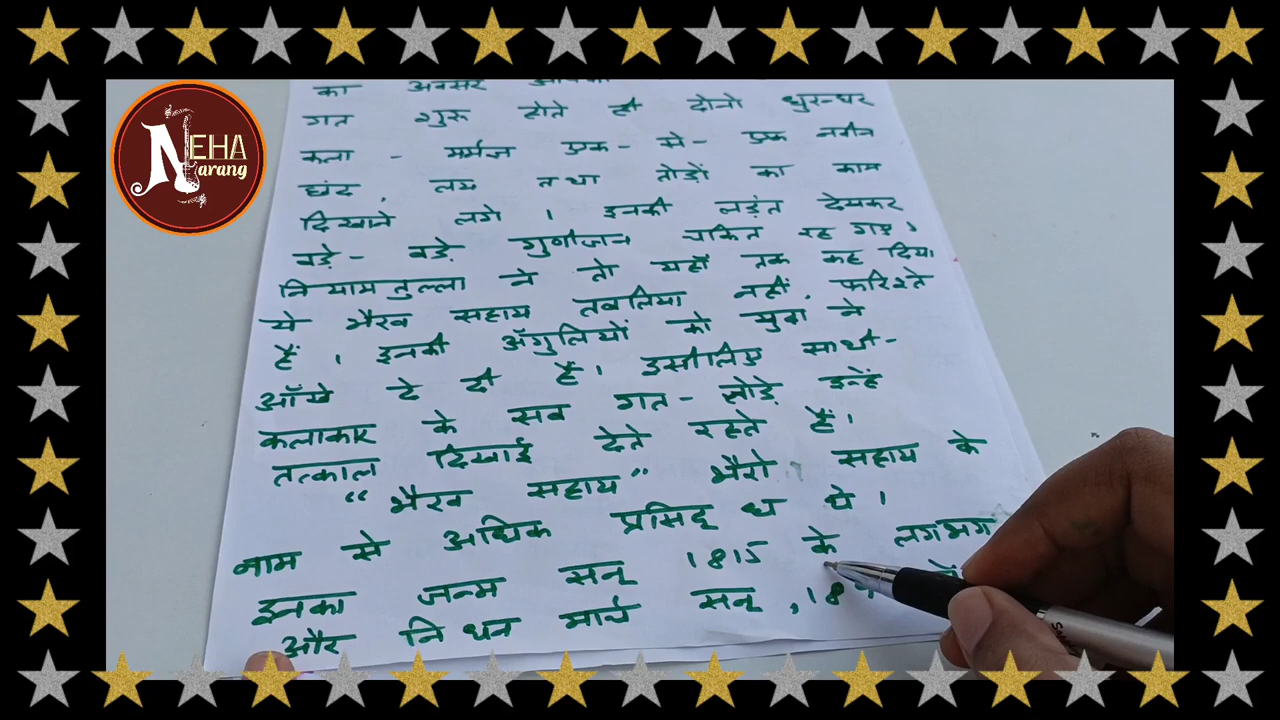 NEHA
Narang
का अवसर
गत गुरू होते ही दोनो धुरन्धर
कला - मर्मज्ञ एक - से - एक नवीन
छंद, लय तथा तोड़ों का काम
दिखाने लगे । इनकी लड़ंत देखकर
बड़े - बड़े गुणीजन चकित रह गए ।
नियामतुल्ला ने तो यहाँ तक कह दिया
ये भैरव सहाय तबलिया नहीं, फरिश्ते
हैं । इनकी अँगुलियों को युदा ने
आँखे दे दी हैं । इसीलिए साथी -
कलाकार के सब गत - तोड़े इन्हें
तत्काल दिखाई देते रहते हैं ।
“ भैरव सहाय ” भैरो सहाय के
नाम से अधिक प्रसिद् ध थे ।
इनका जन्म सन् 1815 के लगभग
और निधन मार्च सन्